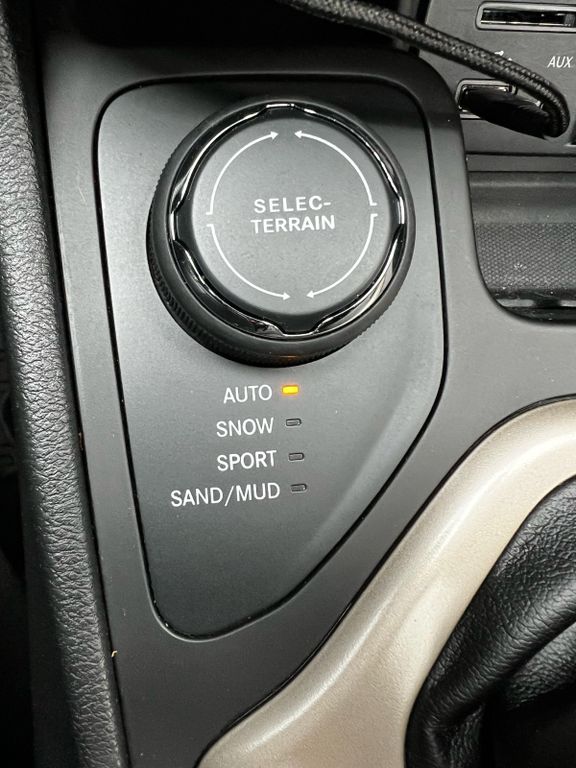 AUX
SELEC-
TERRAIN
AUTO
SNOW
SPORT
SAND/MUD